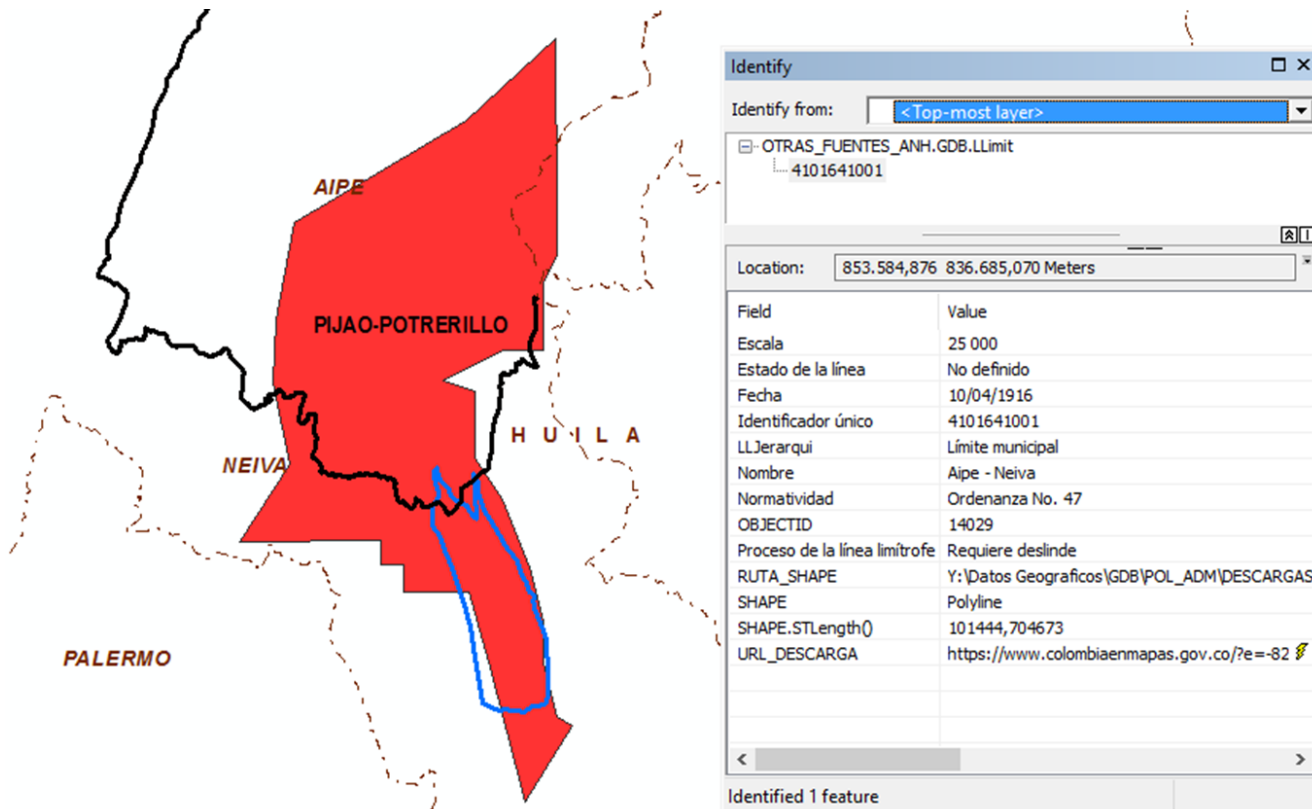 AIPE
PIJAO-POTRERILLO
HUILA
NEIVA
PALERMO
Identify
Identify from: <Top-most layer>
OTRAS_FUENTES_ANH.GDB.LLimit
4101641001
Location: 853.584,876 836.685,070 Meters
Field Value
Escala 25 000
Estado de la línea No definido
Fecha 10/04/1916
Identificador único 4101641001
LLJerarqui Límite municipal
Nombre Aipe - Neiva
Normatividad Ordenanza No. 47
OBJECTID 14029
Proceso de la línea limítrofe Requiere deslinde
RUTA_SHAPE Y:\Datos Geograficos\GDB\POL_ADM\DESCARGAS
SHAPE Polyline
SHAPE.STLength() 101444,704673
URL_DESCARGA https://www.colombiaenmapas.gov.co/?e=-82
Identified 1 feature